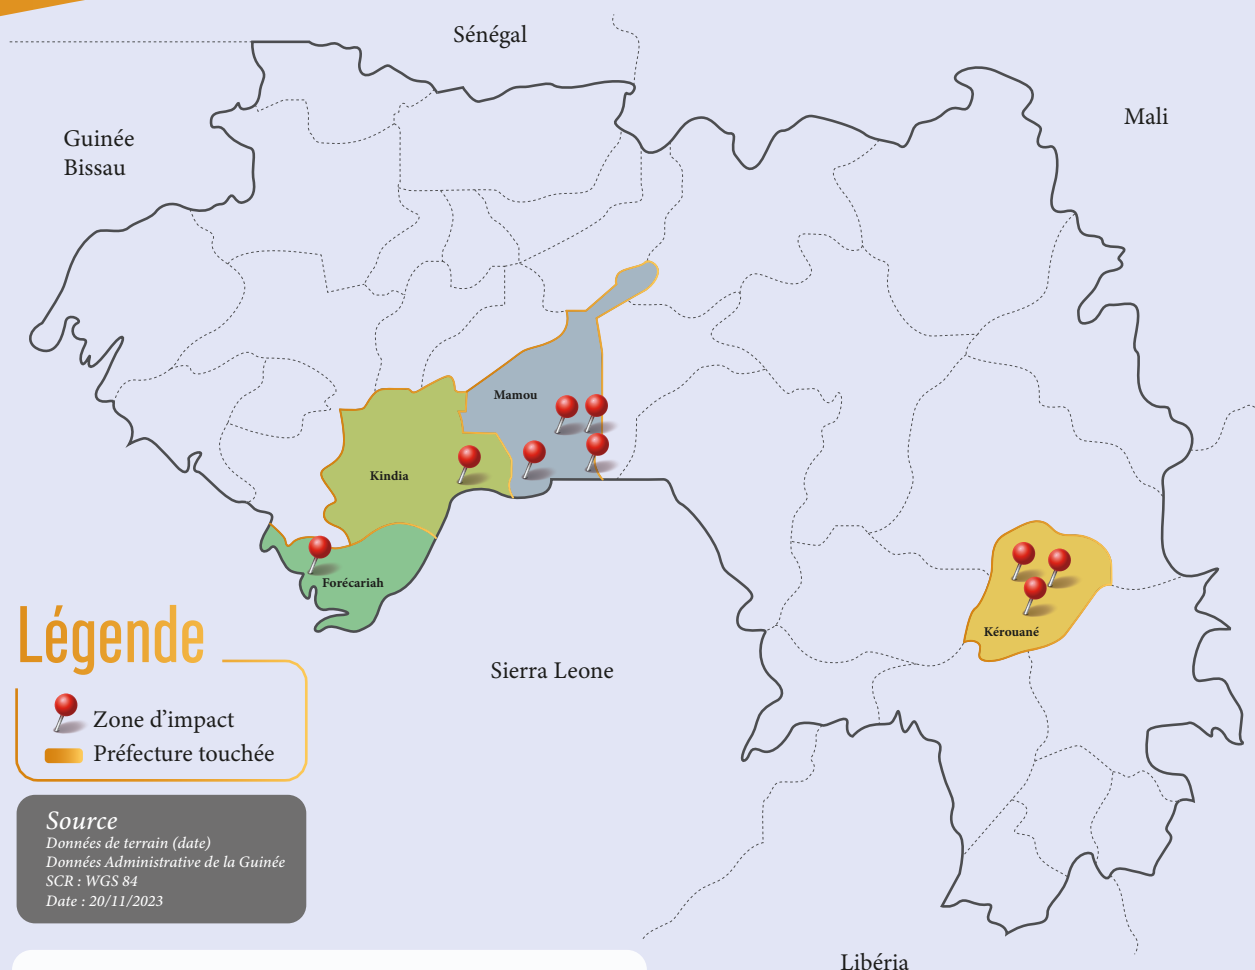 Sénégal
Mali
Guinée
Bissau
Mamou
Kindia
Forécariah
Kérouané
Sierra Leone
Libéria
Légende
Zone d'impact
Préfecture touchée
Source
Données de terrain (date)
Données Administrative de la Guinée
SCR : WGS 84
Date : 20/11/2023